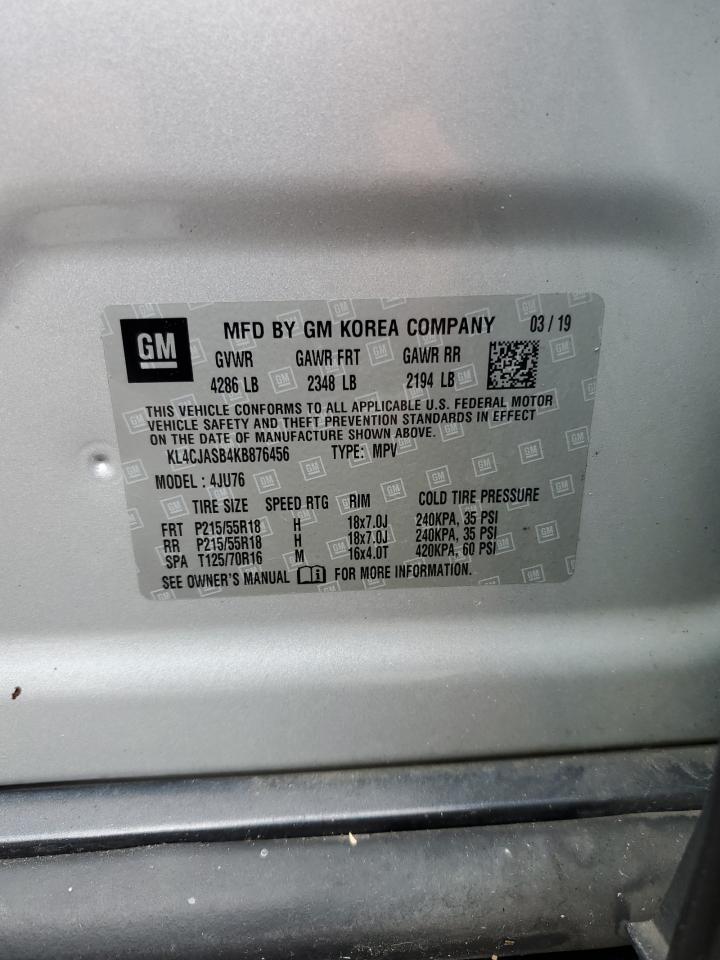 GM MFD BY GM KOREA COMPANY 03 / 19
GVWR GAWR FRT GAWR RR
4286 LB 2348 LB 2194 LB
THIS VEHICLE CONFORMS TO ALL APPLICABLE U.S. FEDERAL MOTOR
VEHICLE SAFETY AND THEFT PREVENTION STANDARDS IN EFFECT
ON THE DATE OF MANUFACTURE SHOWN ABOVE.
KL4CJASB4KB876456 TYPE: MPV
MODEL : 4JU76
TIRE SIZE SPEED RTG RIM COLD TIRE PRESSURE
FRT P215/55R18 H 18x7.0J 240KPA, 35 PSI
RR P215/55R18 H 18x7.0J 240KPA, 35 PSI
SPA T125/70R16 M 16x4.0T 420KPA, 60 PSI
SEE OWNER'S MANUAL FOR MORE INFORMATION.